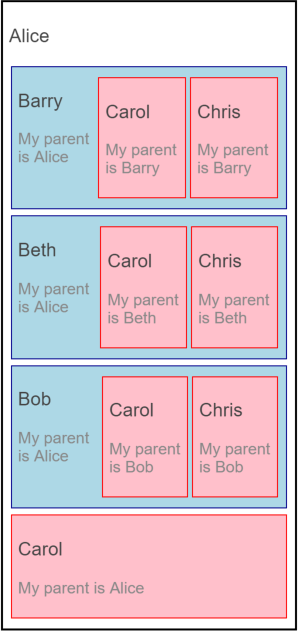 Alice
Barry
My parent
is Alice
Carol
My parent
is Barry
Chris
My parent
is Barry
Beth
My parent
is Alice
Carol
My parent
is Beth
Chris
My parent
is Beth
Bob
My parent
is Alice
Carol
My parent
is Bob
Chris
My parent
is Bob
Carol
My parent is Alice